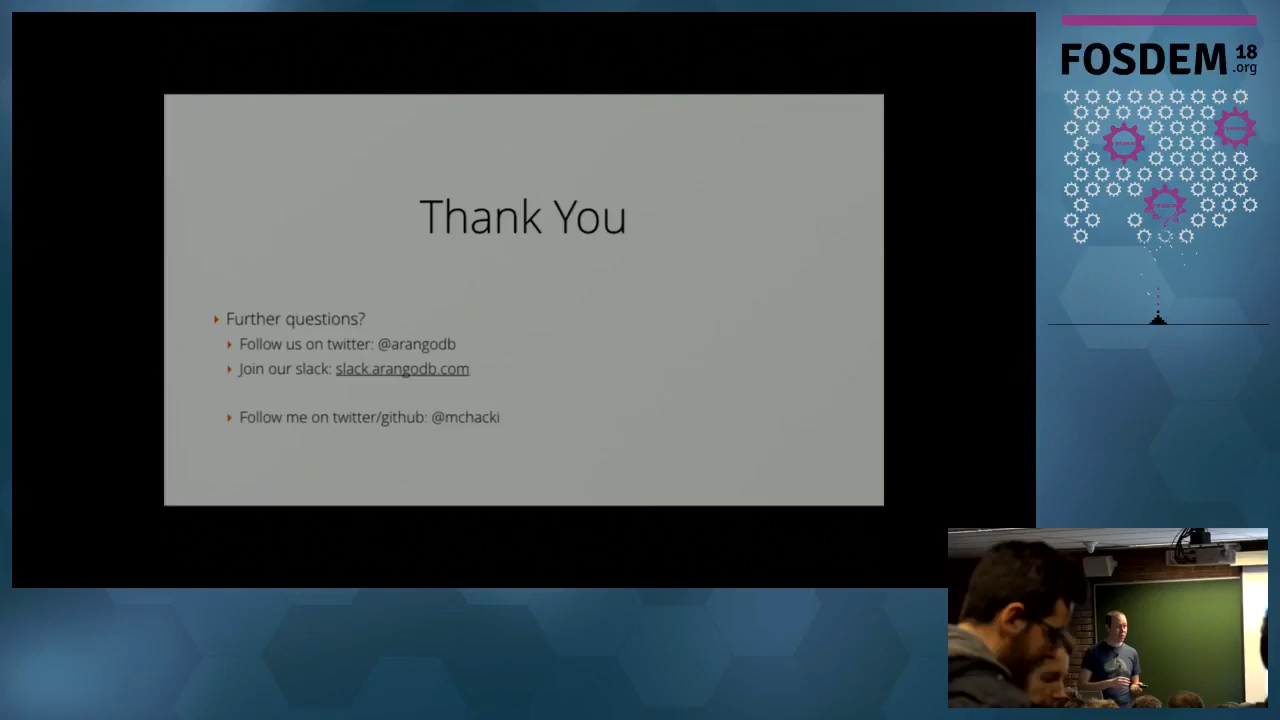 FOSDEM 18
.org
Thank You
Further questions?
Follow us on twitter: @arangodb
Join our slack: slack.arangodb.com
Follow me on twitter/github: @mchacki